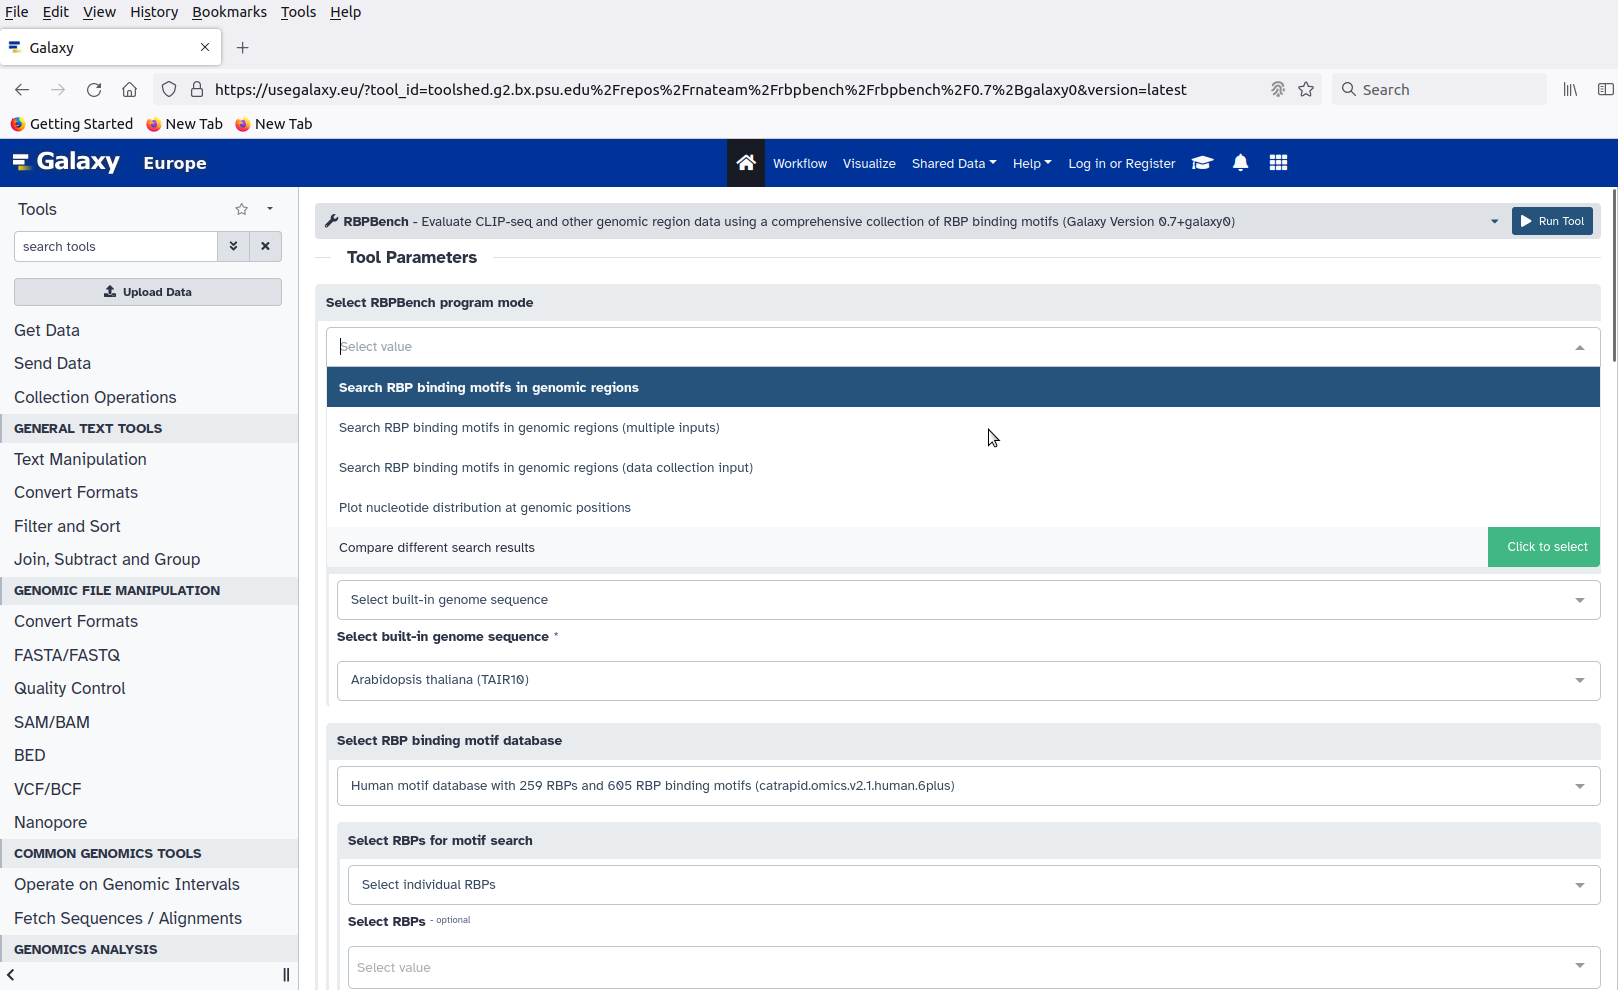 File Edit View History Bookmarks Tools Help
Galaxy
https://usegalaxy.eu/?tool_id=toolshed.g2.bx.psu.edu%2Frepos%2Frnateam%2Frbpbench%2Frbpbench%2F0.7%2Bgalaxy0&version=latest
Search
Getting Started New Tab New Tab
Galaxy Europe
Workflow Visualize Shared Data Help Log in or Register
Tools
search tools
Upload Data
Get Data
Send Data
Collection Operations
GENERAL TEXT TOOLS
Text Manipulation
Convert Formats
Filter and Sort
Join, Subtract and Group
GENOMIC FILE MANIPULATION
Convert Formats
FASTA/FASTQ
Quality Control
SAM/BAM
BED
VCF/BCF
Nanopore
COMMON GENOMICS TOOLS
Operate on Genomic Intervals
Fetch Sequences / Alignments
GENOMICS ANALYSIS
RBPBench - Evaluate CLIP-seq and other genomic region data using a comprehensive collection of RBP binding motifs (Galaxy Version 0.7+galaxy0)
Run Tool
Tool Parameters
Select RBPBench program mode
Select value
Search RBP binding motifs in genomic regions
Search RBP binding motifs in genomic regions (multiple inputs)
Search RBP binding motifs in genomic regions (data collection input)
Plot nucleotide distribution at genomic positions
Compare different search results
Click to select
Select built-in genome sequence
Select built-in genome sequence *
Arabidopsis thaliana (TAIR10)
Select RBP binding motif database
Human motif database with 259 RBPs and 605 RBP binding motifs (catrapid.omics.v2.1.human.6plus)
Select RBPs for motif search
Select individual RBPs
Select RBPs - optional
Select value